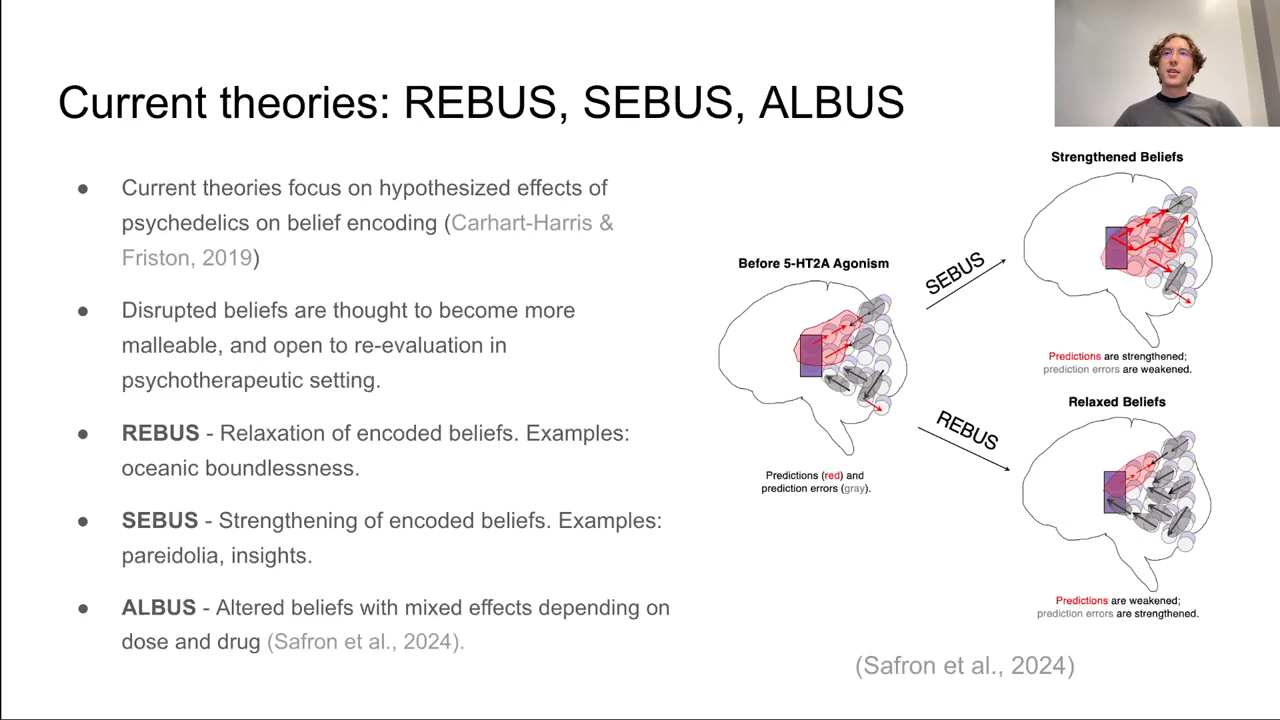 Current theories: REBUS, SEBUS, ALBUS
● Current theories focus on hypothesized effects of
psychedelics on belief encoding (Carhart-Harris &
Friston, 2019)
● Disrupted beliefs are thought to become more
malleable, and open to re-evaluation in
psychotherapeutic setting.
● REBUS - Relaxation of encoded beliefs. Examples:
oceanic boundlessness.
● SEBUS - Strengthening of encoded beliefs. Examples:
pareidolia, insights.
● ALBUS - Altered beliefs with mixed effects depending on
dose and drug (Safron et al., 2024).
Before 5-HT2A Agonism
Predictions (red) and
prediction errors (gray).
SEBUS
REBUS
Strengthened Beliefs
Predictions are strengthened;
prediction errors are weakened.
Relaxed Beliefs
Predictions are weakened;
prediction errors are strengthened.
(Safron et al., 2024)